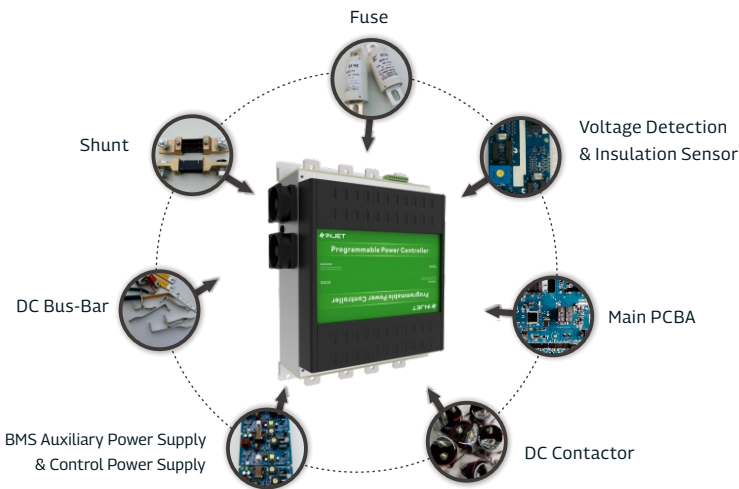 Fuse
Voltage Detection
& Insulation Sensor
Shunt
DC Bus-Bar
Main PCBA
BMS Auxiliary Power Supply
& Control Power Supply
DC Contactor
INJET
Programmable Power Controller
Programmable Power Controller
INJET